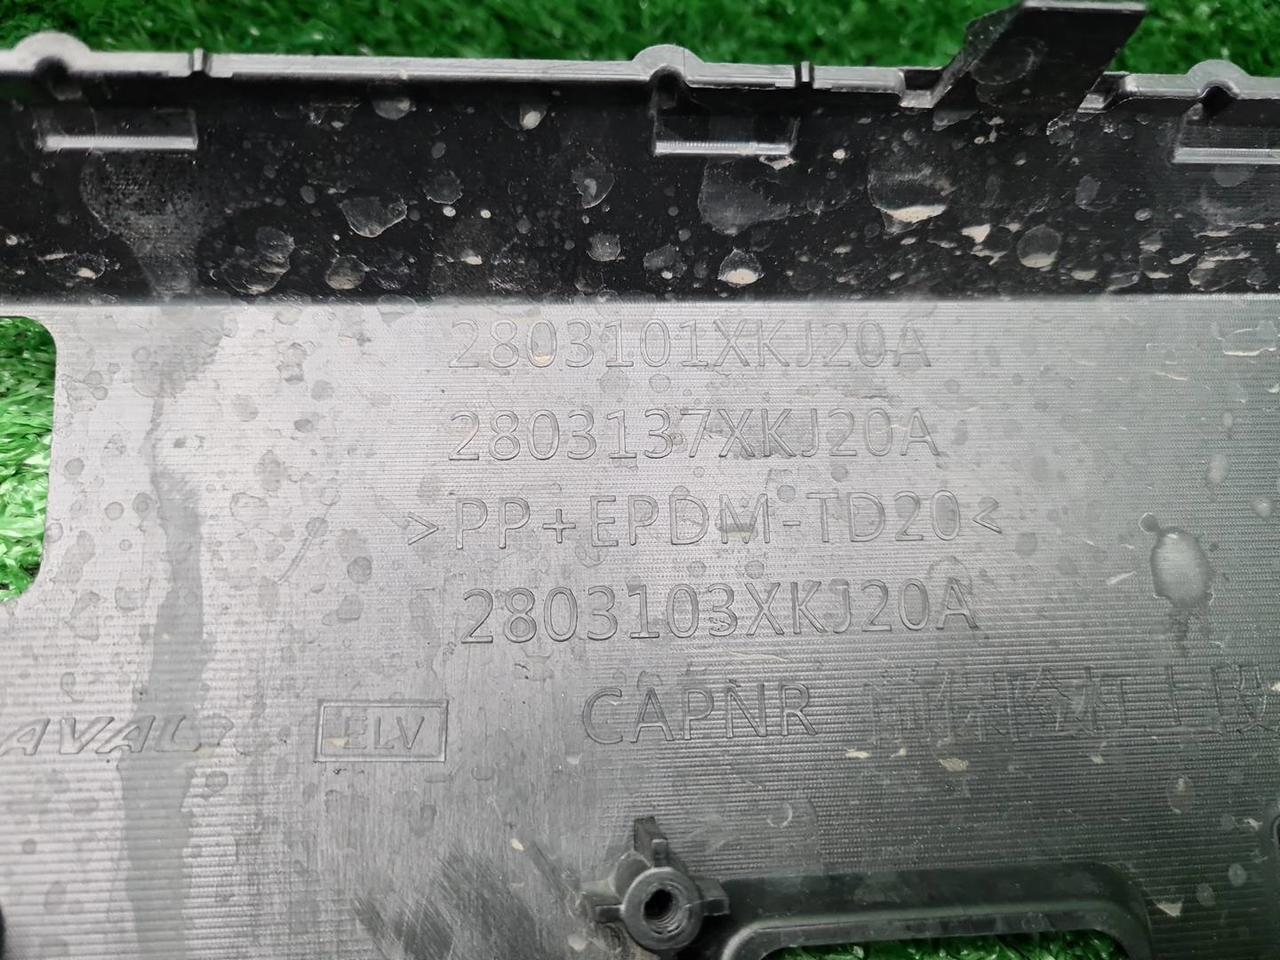 2803101XKJ20A
2803137XKJ20A
>PP+EPDM-TD20<
2803103XKJ20A
AVAL ELV CAPNR